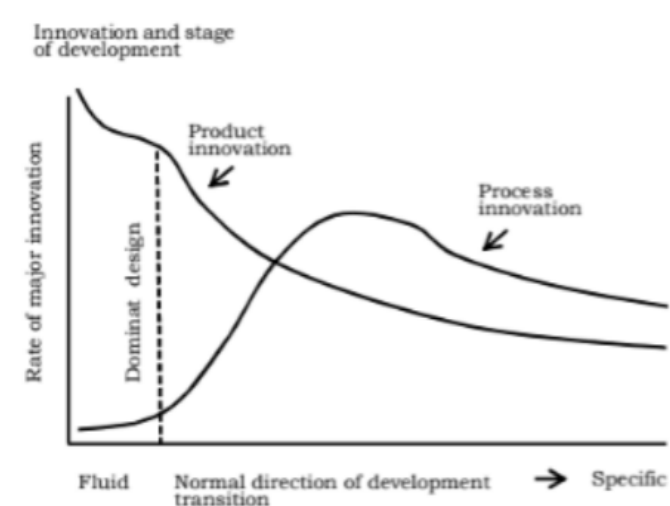 Innovation and stage
of development
Product
innovation
Process
innovation
Rate of major innovation
Dominat design
Fluid
Normal direction of development
transition
Specific